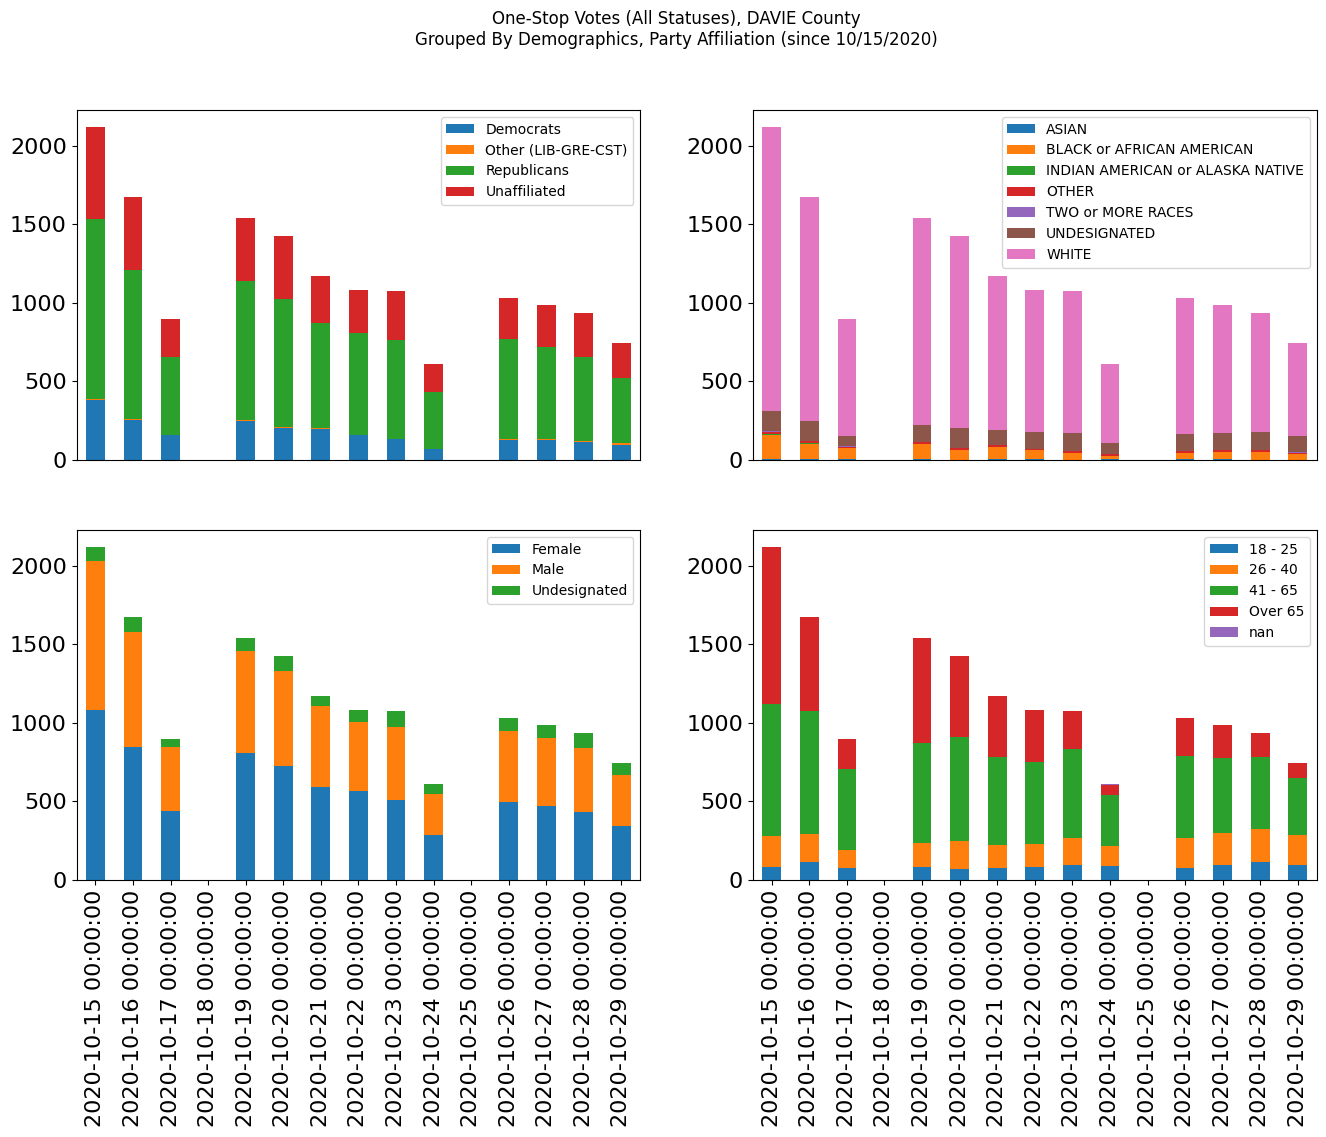 One-Stop Votes (All Statuses), DAVIE County
Grouped By Demographics, Party Affiliation (since 10/15/2020)
2000
1500
1000
500
0
Democrats
Other (LIB-GRE-CST)
Republicans
Unaffiliated
2000
1500
1000
500
0
ASIAN
BLACK or AFRICAN AMERICAN
INDIAN AMERICAN or ALASKA NATIVE
OTHER
TWO or MORE RACES
UNDESIGNATED
WHITE
2000
1500
1000
500
0
Female
Male
Undesignated
2020-10-15 00:00:00
2020-10-16 00:00:00
2020-10-17 00:00:00
2020-10-18 00:00:00
2020-10-19 00:00:00
2020-10-20 00:00:00
2020-10-21 00:00:00
2020-10-22 00:00:00
2020-10-23 00:00:00
2020-10-24 00:00:00
2020-10-25 00:00:00
2020-10-26 00:00:00
2020-10-27 00:00:00
2020-10-28 00:00:00
2020-10-29 00:00:00
2000
1500
1000
500
0
18 - 25
26 - 40
41 - 65
Over 65
nan
2020-10-15 00:00:00
2020-10-16 00:00:00
2020-10-17 00:00:00
2020-10-18 00:00:00
2020-10-19 00:00:00
2020-10-20 00:00:00
2020-10-21 00:00:00
2020-10-22 00:00:00
2020-10-23 00:00:00
2020-10-24 00:00:00
2020-10-25 00:00:00
2020-10-26 00:00:00
2020-10-27 00:00:00
2020-10-28 00:00:00
2020-10-29 00:00:00